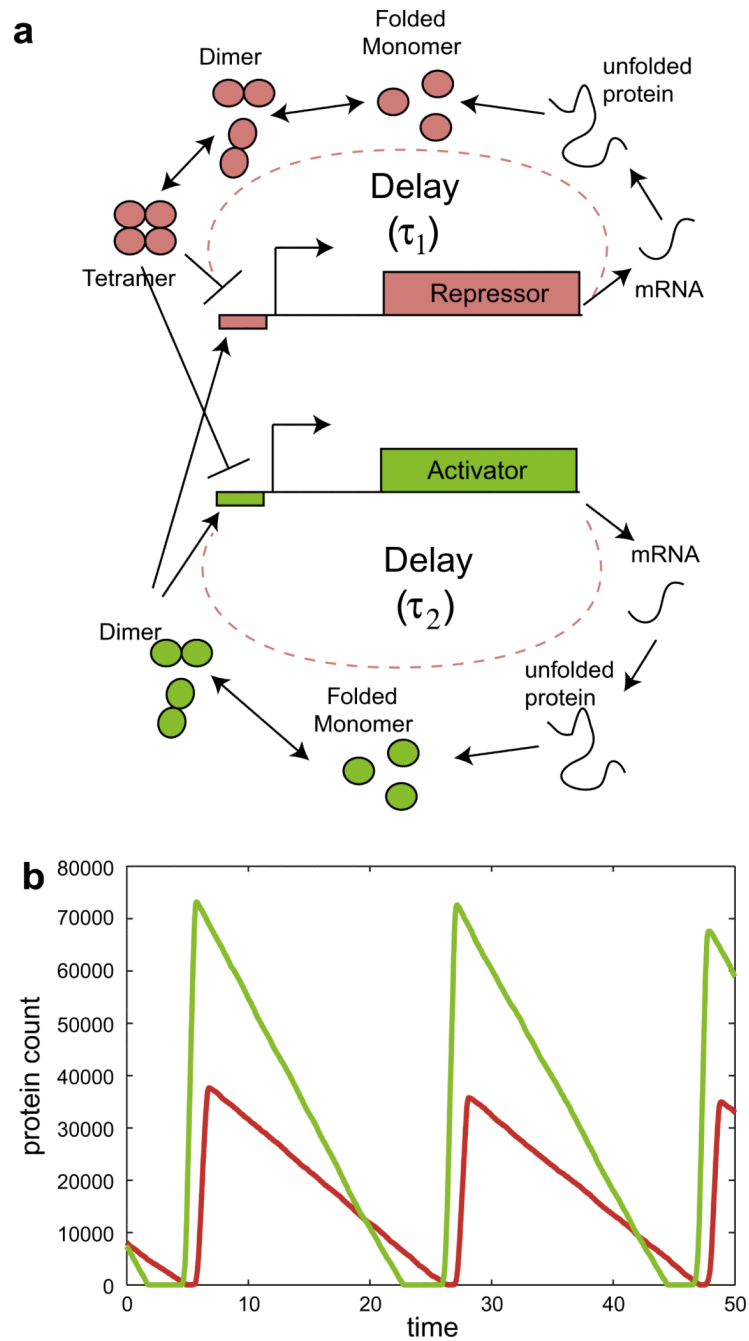 a
Folded
Monomer
Dimer
unfolded
protein
Delay
(τ1)
Tetramer
Repressor
mRNA
Activator
mRNA
Delay
(τ2)
Dimer
unfolded
protein
Folded
Monomer
b
80000
70000
60000
50000
40000
30000
20000
10000
0
protein count
0 10 20 30 40 50
time